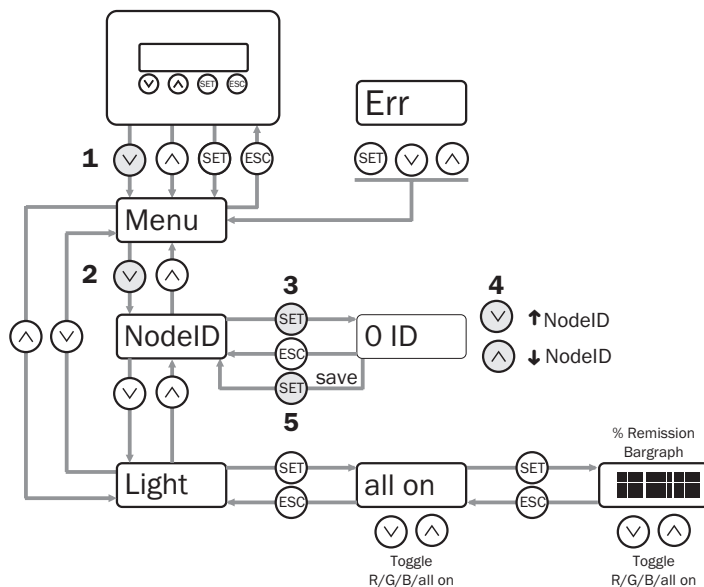 SET ESC
Err
1
SET ESC
SET
Menu
2
3
4
SET
NodeID
0 ID
↑NodeID
ESC
↓ NodeID
SET save
5
% Remission
Bargraph
Light
SET
all on
SET
ESC
ESC
Toggle
R/G/B/all on
Toggle
R/G/B/all on